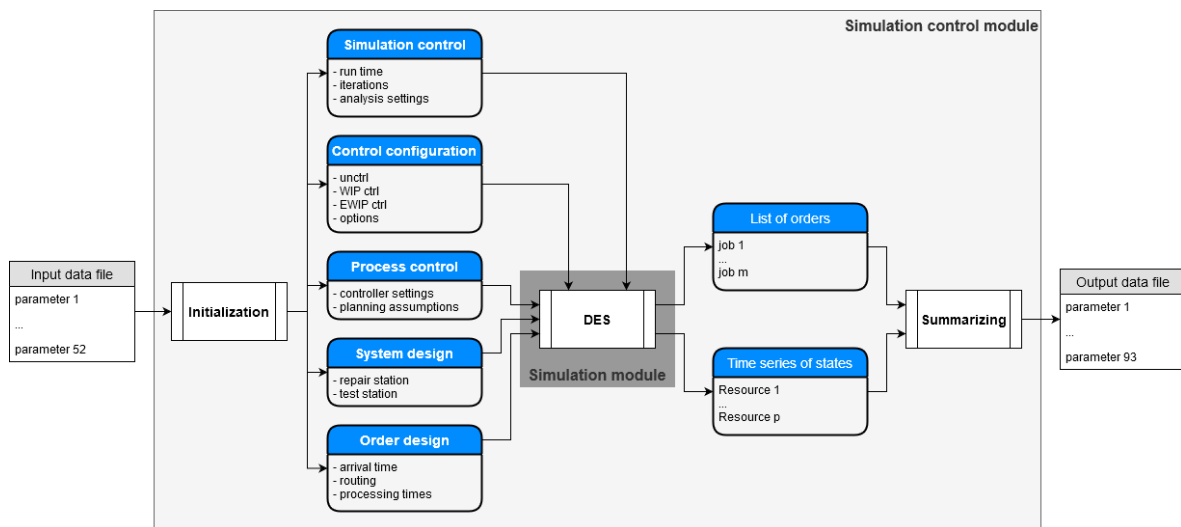 Simulation control module
Simulation control
- run time
- iterations
- analysis settings
Control configuration
- unctrl
- WIP ctrl
- EWIP ctrl
- options
Process control
- controller settings
- planning assumptions
System design
- repair station
- test station
Order design
- arrival time
- routing
- processing times
Input data file
parameter 1
...
parameter 52
Initialization
DES
Simulation module
List of orders
job 1
...
job m
Time series of states
Resource 1
...
Resource p
Summarizing
Output data file
parameter 1
...
parameter 93